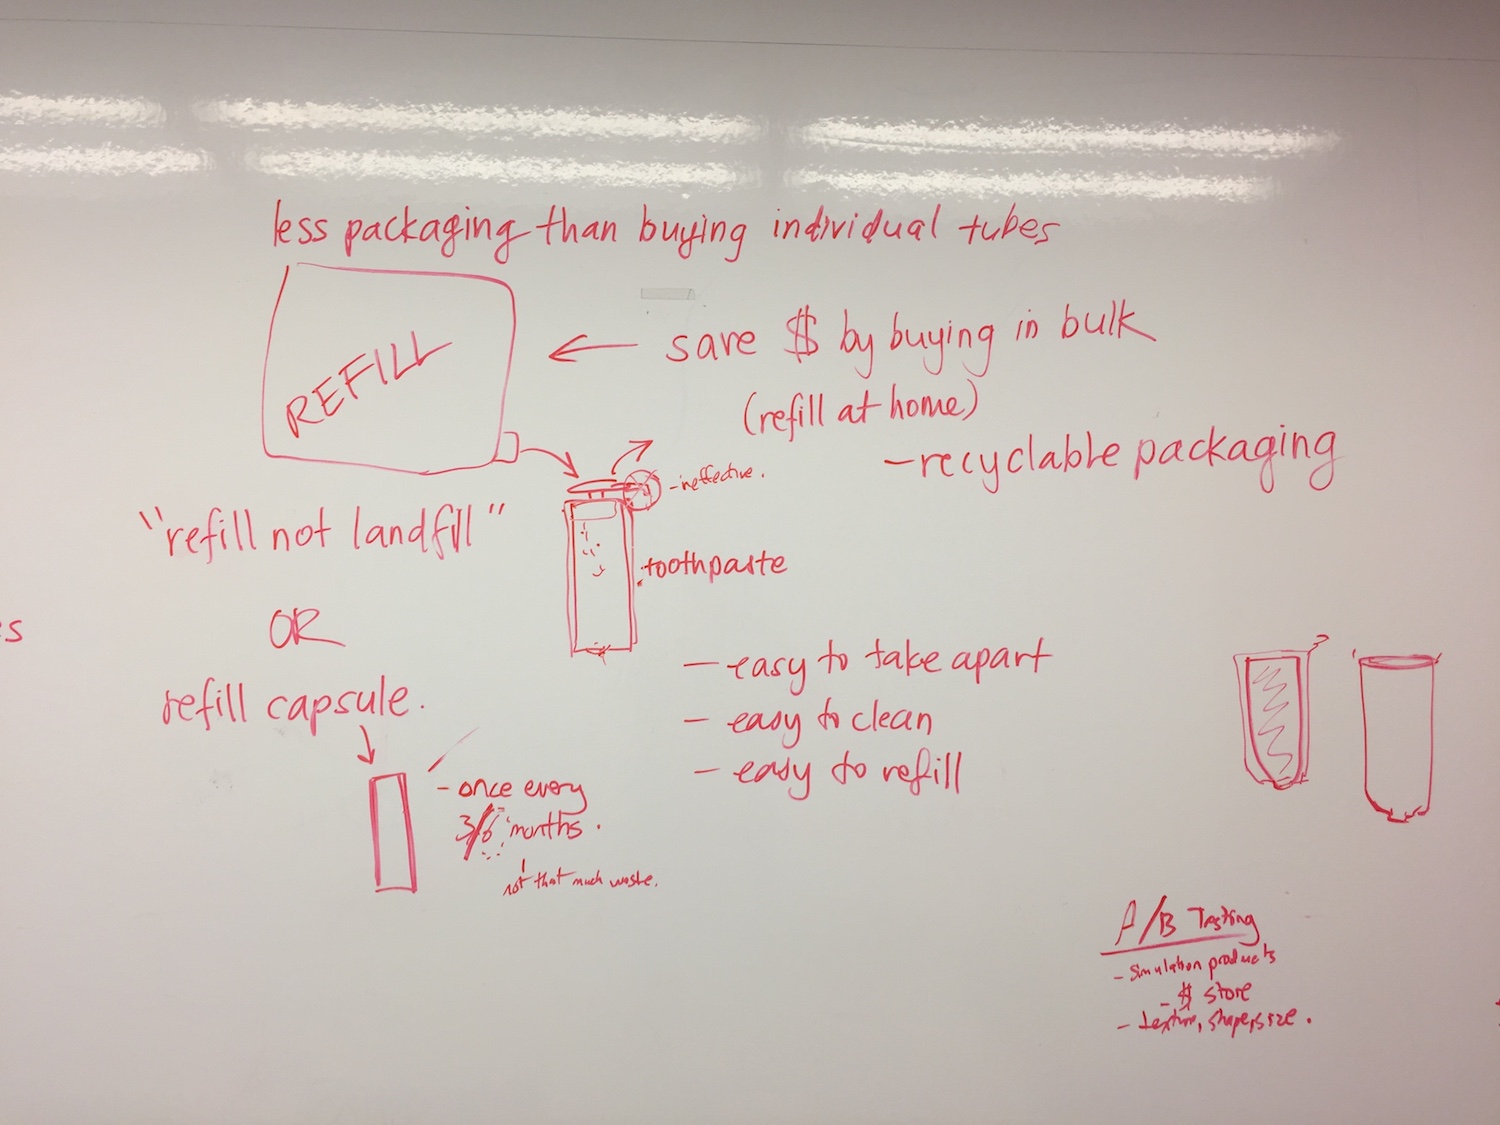 less packaging than buying individual tubes
REFILL
← save $ by buying in bulk
(refill at home)
- recyclable packaging
- ineffective.
"refill not landfill"
toothpaste
OR
refill capsule.
- easy to take apart
- easy to clean
- easy to refill
- once every
3/6 months.
not that much waste.
A/B Testing
- Simulation products
- $ store
- texture, shape, size.